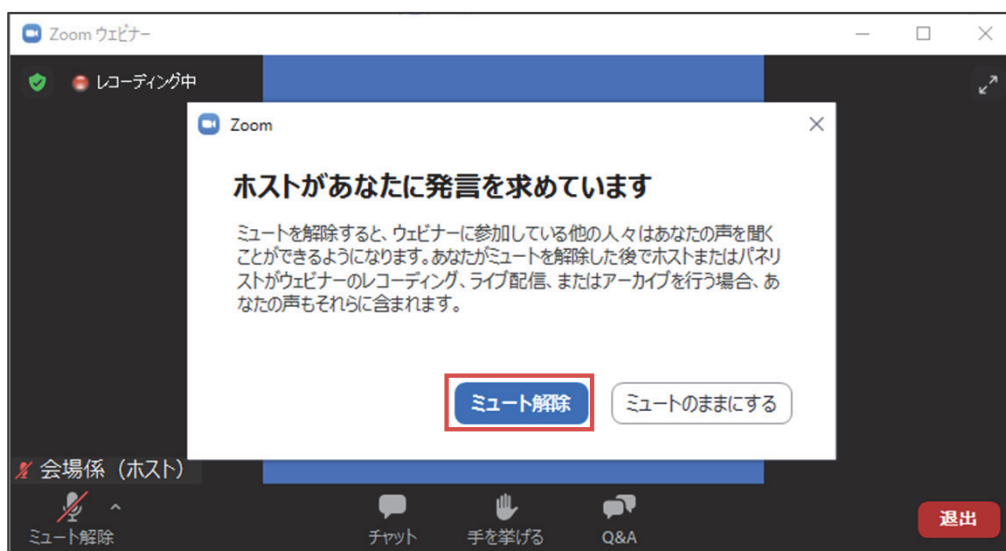 Zoom ウェビナー
レコーディング中
Zoom
ホストがあなたに発言を求めています
ミュートを解除すると、ウェビナーに参加している他の人々はあなたの声を聞く
ことができるようになります。あなたがミュートを解除した後でホストまたはパネリ
ストがウェビナーのレコーディング、ライブ配信、またはアーカイブを行う場合、あ
なたの声もそれらに含まれます。
ミュート解除 ミュートのままにする
会場係（ホスト）
ミュート解除 チャット 手を挙げる Q&A 退出